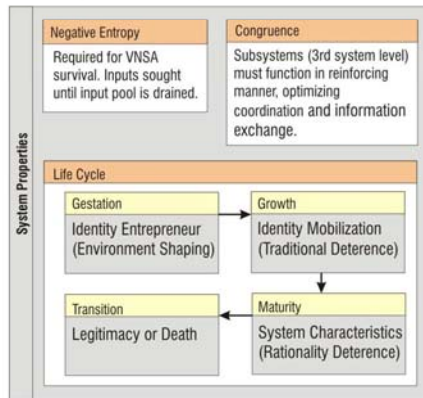 System Properties
Negative Entropy
Required for VNSA
survival. Inputs sought
until input pool is drained.
Congruence
Subsystems (3rd system level)
must function in reinforcing
manner, optimizing
coordination and information
exchange.
Life Cycle
Gestation
Identity Entrepreneur
(Environment Shaping)
Growth
Identity Mobilization
(Traditional Deterence)
Transition
Legitimacy or Death
Maturity
System Characteristics
(Rationality Deterence)